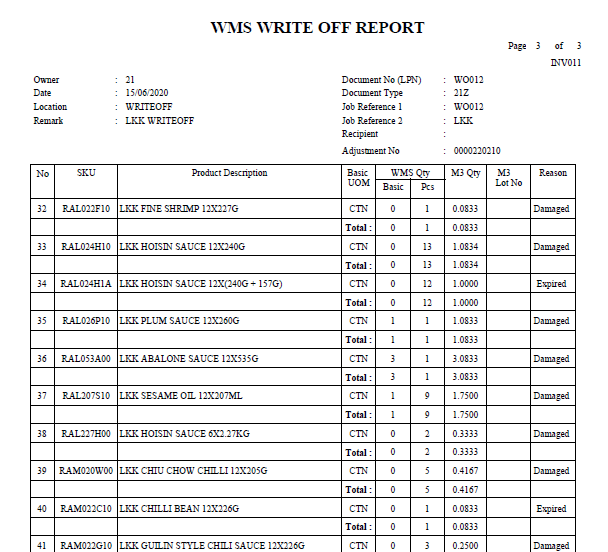 WMS WRITE OFF REPORT
Page 3 of 3
INV011
Owner : 21 Document No (LPN) : WO012
Date : 15/06/2020 Document Type : 21Z
Location : WRITEOFF Job Reference 1 : WO012
Remark : LKK WRITEOFF Job Reference 2 : LKK
Recipient :
Adjustment No : 0000220210
No SKU Product Description Basic UOM WMS Qty Basic Pcs M3 Qty M3 Lot No Reason
32 RAL022F10 LKK FINE SHRIMP 12X227G CTN 0 1 0.0833 Damaged
Total : 0 1 0.0833
33 RAL024H10 LKK HOISIN SAUCE 12X240G CTN 0 13 1.0834 Damaged
Total : 0 13 1.0834
34 RAL024H1A LKK HOISIN SAUCE 12X(240G + 157G) CTN 0 12 1.0000 Expired
Total : 0 12 1.0000
35 RAL026P10 LKK PLUM SAUCE 12X260G CTN 1 1 1.0833 Damaged
Total : 1 1 1.0833
36 RAL053A00 LKK ABALONE SAUCE 12X535G CTN 3 1 3.0833 Damaged
Total : 3 1 3.0833
37 RAL207S10 LKK SESAME OIL 12X207ML CTN 1 9 1.7500 Damaged
Total : 1 9 1.7500
38 RAL227H00 LKK HOISIN SAUCE 6X2.27KG CTN 0 2 0.3333 Damaged
Total : 0 2 0.3333
39 RAM020W00 LKK CHIU CHOW CHILLI 12X205G CTN 0 5 0.4167 Damaged
Total : 0 5 0.4167
40 RAM022C10 LKK CHILLI BEAN 12X226G CTN 0 1 0.0833 Expired
Total : 0 1 0.0833
41 RAM022G10 LKK GUILIN STYLE CHILI SAUCE 12X226G CTN 0 3 0.2500 Damaged